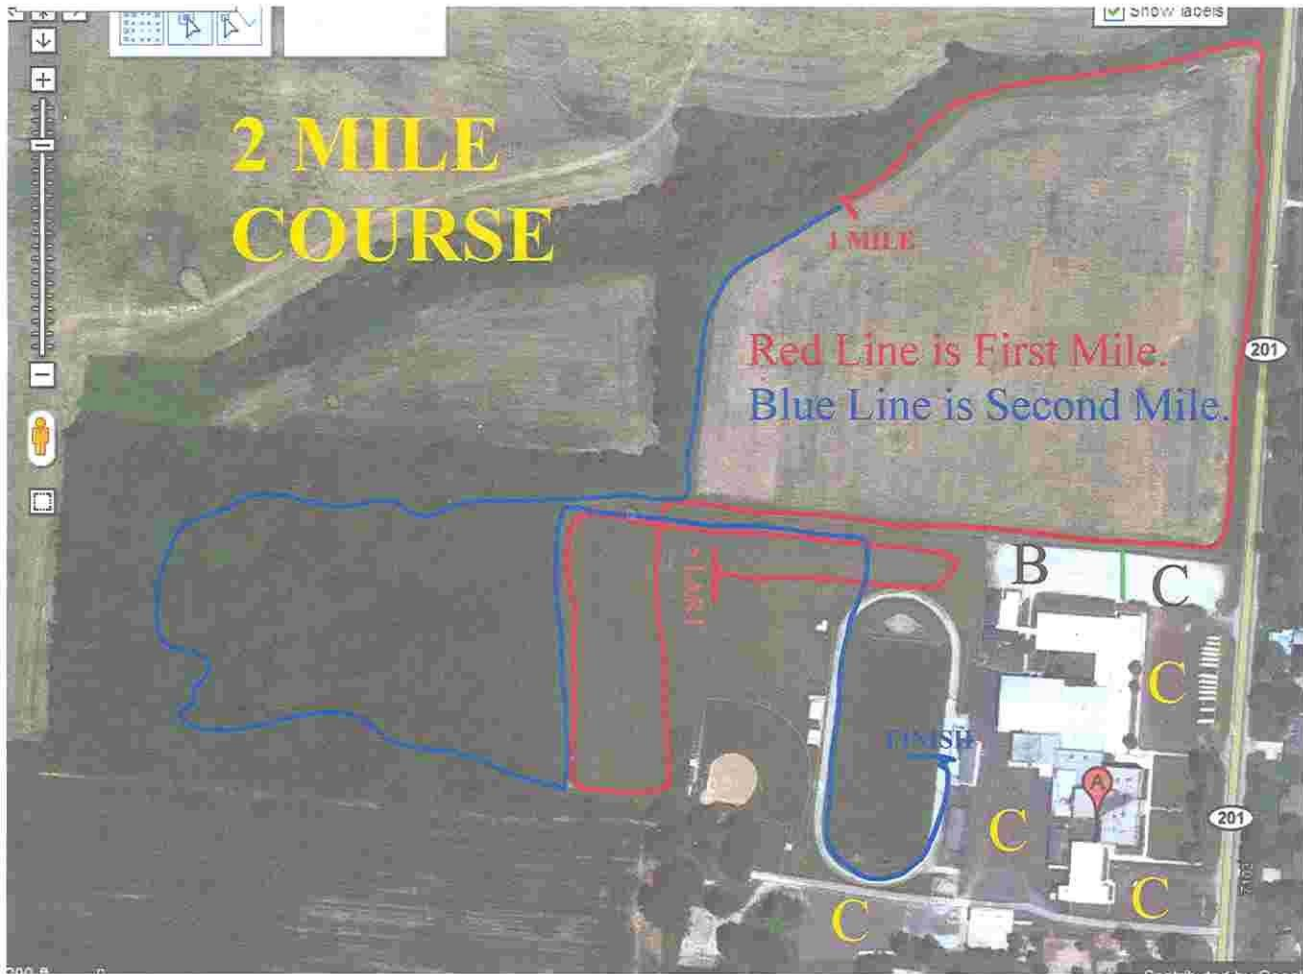 Show labels
2 MILE
COURSE
1 MILE
Red Line is First Mile.
Blue Line is Second Mile.
201
START
B
C
C
FINISH
A
C
201
C
C